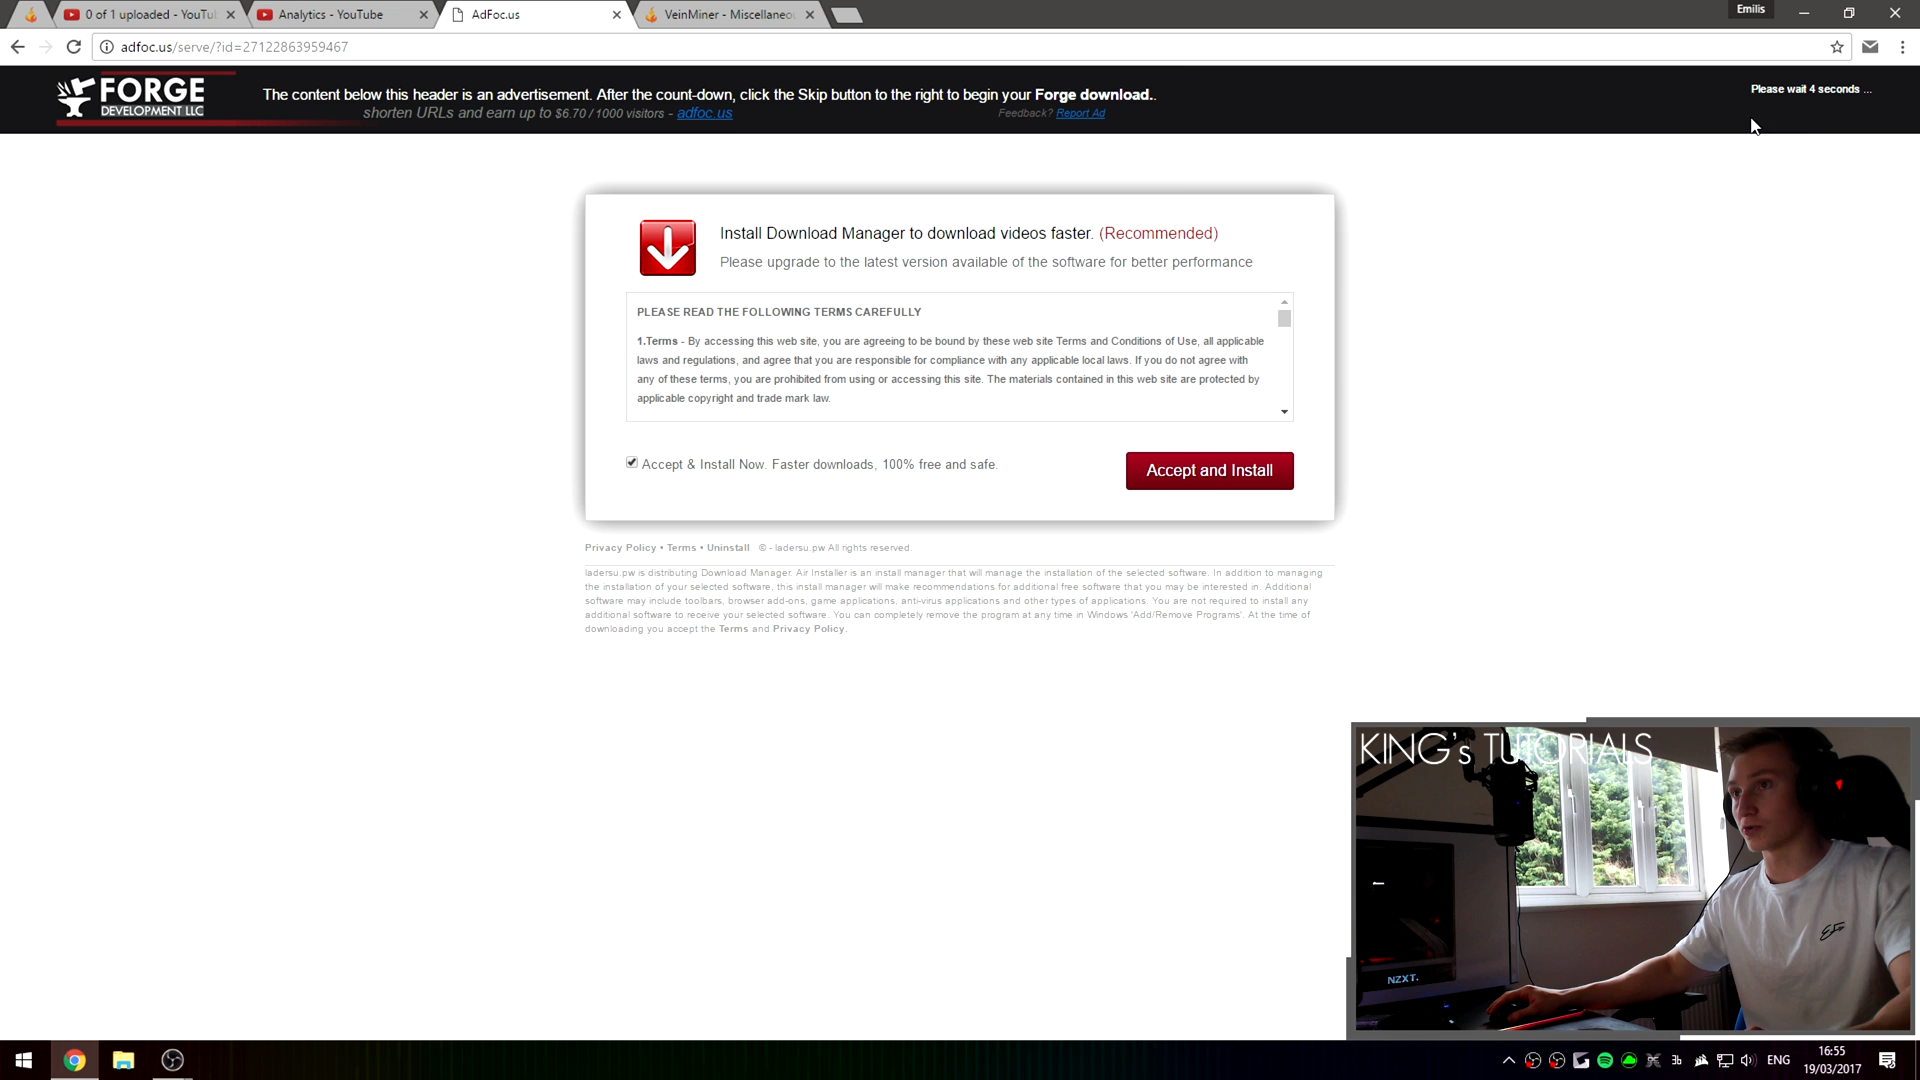 0 of 1 uploaded - YouTu
Analytics - YouTube
AdFoc.us
VeinMiner - Miscellaneou
Emilis
adfoc.us/serve/?id=27122863959467
FORGE
DEVELOPMENT LLC
The content below this header is an advertisement. After the count-down, click the Skip button to the right to begin your Forge download..
shorten URLs and earn up to $6.70 / 1000 visitors - adfoc.us
Feedback? Report Ad
Please wait 4 seconds ...
Install Download Manager to download videos faster. (Recommended)
Please upgrade to the latest version available of the software for better performance
PLEASE READ THE FOLLOWING TERMS CAREFULLY
1.Terms - By accessing this web site, you are agreeing to be bound by these web site Terms and Conditions of Use, all applicable
laws and regulations, and agree that you are responsible for compliance with any applicable local laws. If you do not agree with
any of these terms, you are prohibited from using or accessing this site. The materials contained in this web site are protected by
applicable copyright and trade mark law.
Accept & Install Now. Faster downloads, 100% free and safe.
Accept and Install
Privacy Policy • Terms • Uninstall © - ladersu.pw All rights reserved.
ladersu.pw is distributing Download Manager. Air Installer is an install manager that will manage the installation of the selected software. In addition to managing
the installation of your selected software, this install manager will make recommendations for additional free software that you may be interested in. Additional
software may include toolbars, browser add-ons, game applications, anti-virus applications and other types of applications. You are not required to install any
additional software to receive your selected software. You can completely remove the program at any time in Windows 'Add/Remove Programs'. At the time of
downloading you accept the Terms and Privacy Policy.
KING's TUTORIALS
NZXT.
ENG
16:55
19/03/2017